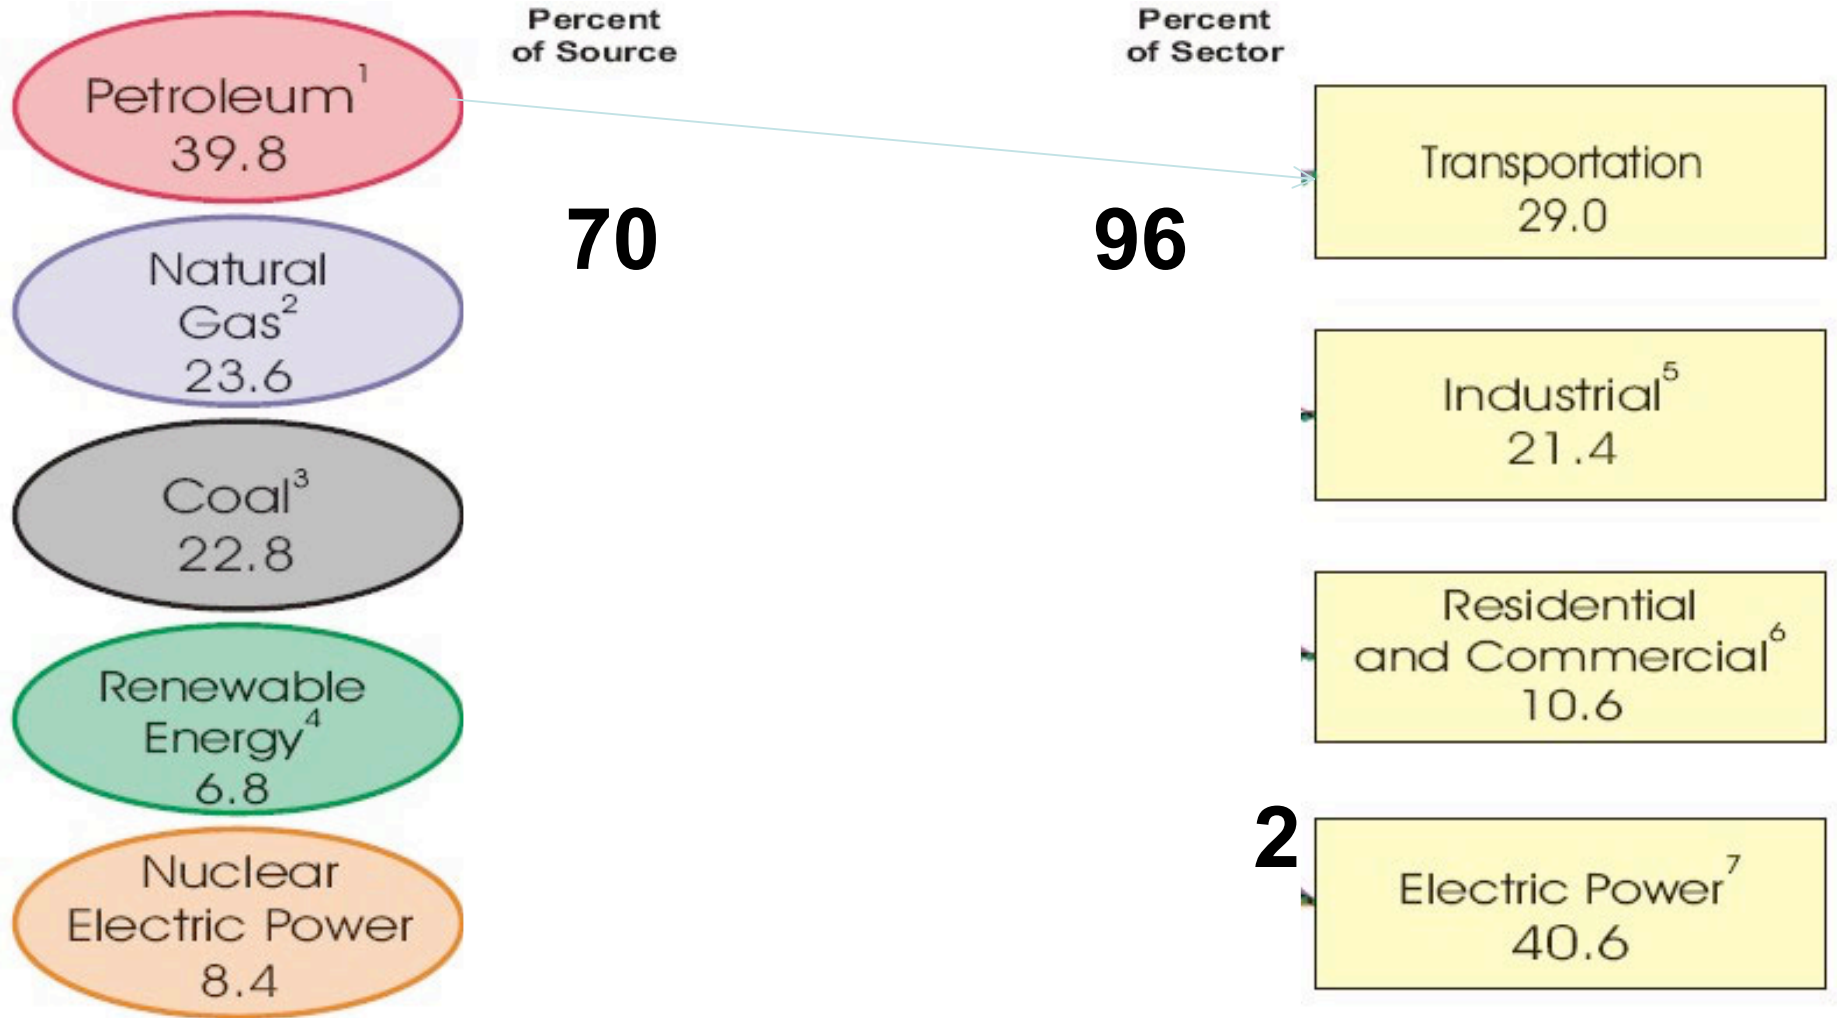 Percent
of Source
Percent
of Sector
Petroleum¹
39.8
Natural
Gas²
23.6
Coal³
22.8
Renewable
Energy⁴
6.8
Nuclear
Electric Power
8.4
70
96
2
Transportation
29.0
Industrial⁵
21.4
Residential
and Commercial⁶
10.6
Electric Power⁷
40.6